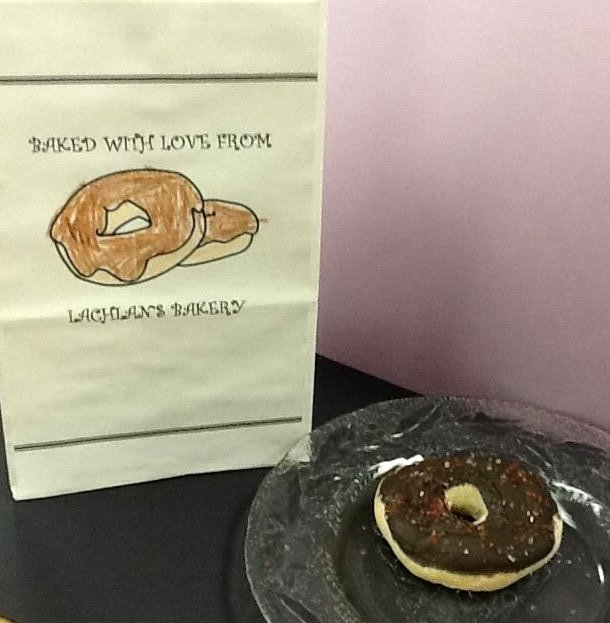 BAKED WITH LOVE FROM
LACHLAN'S BAKERY